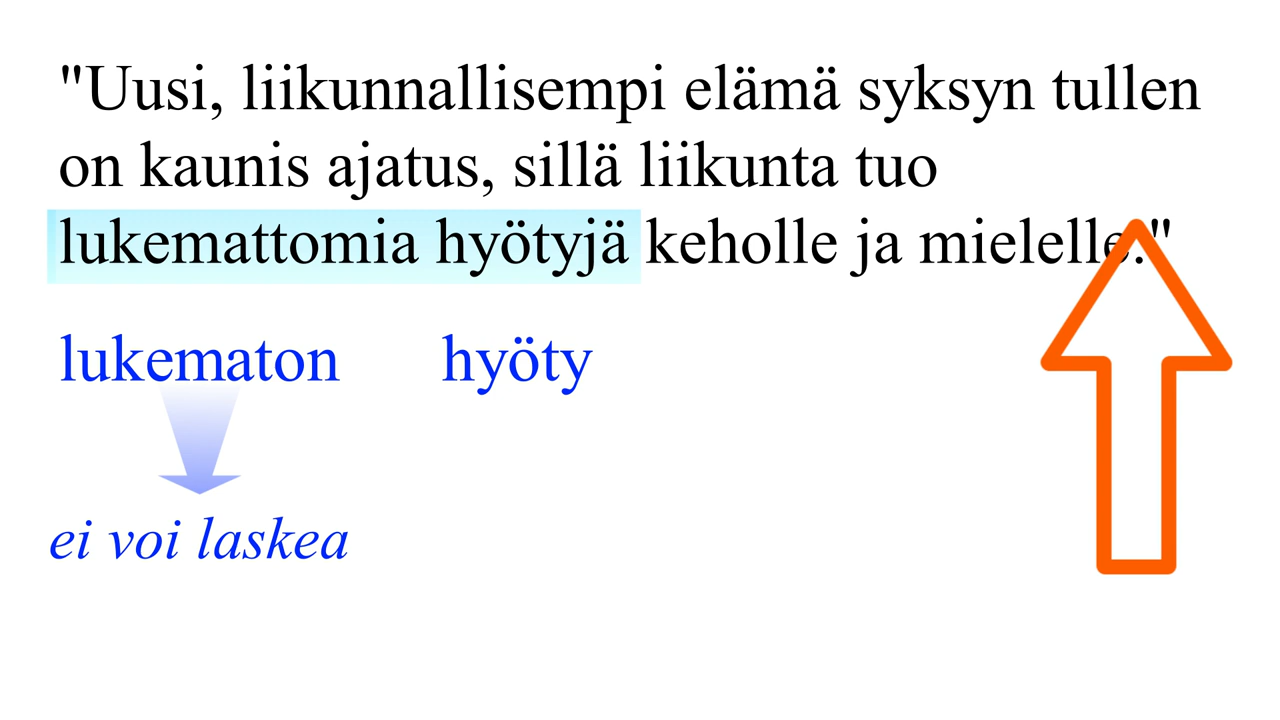 "Uusi, liikunnallisempi elämä syksyn tullen
on kaunis ajatus, sillä liikunta tuo
lukemattomia hyötyjä keholle ja mielelle."
lukematon hyöty
ei voi laskea